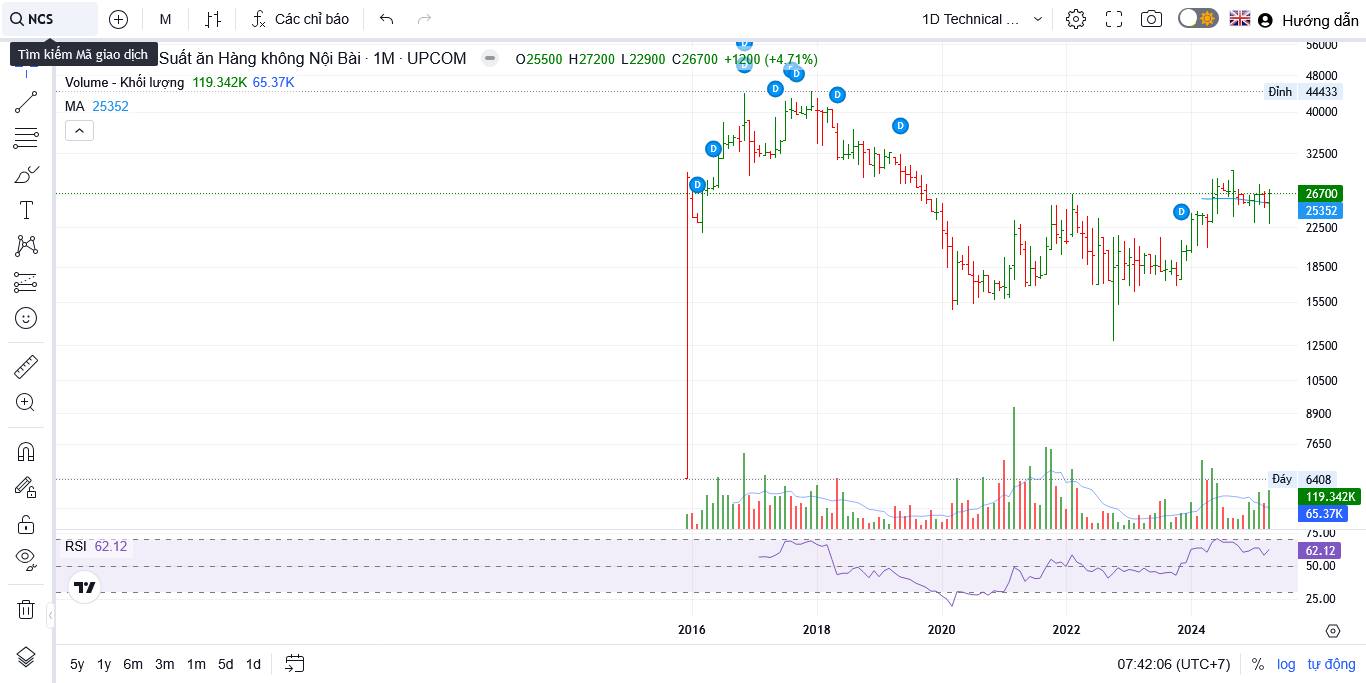 NCS
M
Các chỉ báo
1D Technical ...
Hướng dẫn
Tìm kiếm Mã giao dịch
Suất ăn Hàng không Nội Bài · 1M · UPCOM
O25500 H27200 L22900 C26700 +1200 (+4.71%)
Volume - Khối lượng 119.342K 65.37K
MA 25352
D
D
D
D
D
D
D
D
D
56000
48000
Đỉnh 44433
40000
32500
26700
25352
22500
18500
15500
12500
10500
8900
7650
Đáy 6408
119.342K
65.37K
RSI 62.12
75.00
62.12
50.00
25.00
2016 2018 2020 2022 2024
5y 1y 6m 3m 1m 5d 1d
07:42:06 (UTC+7) % log tự động